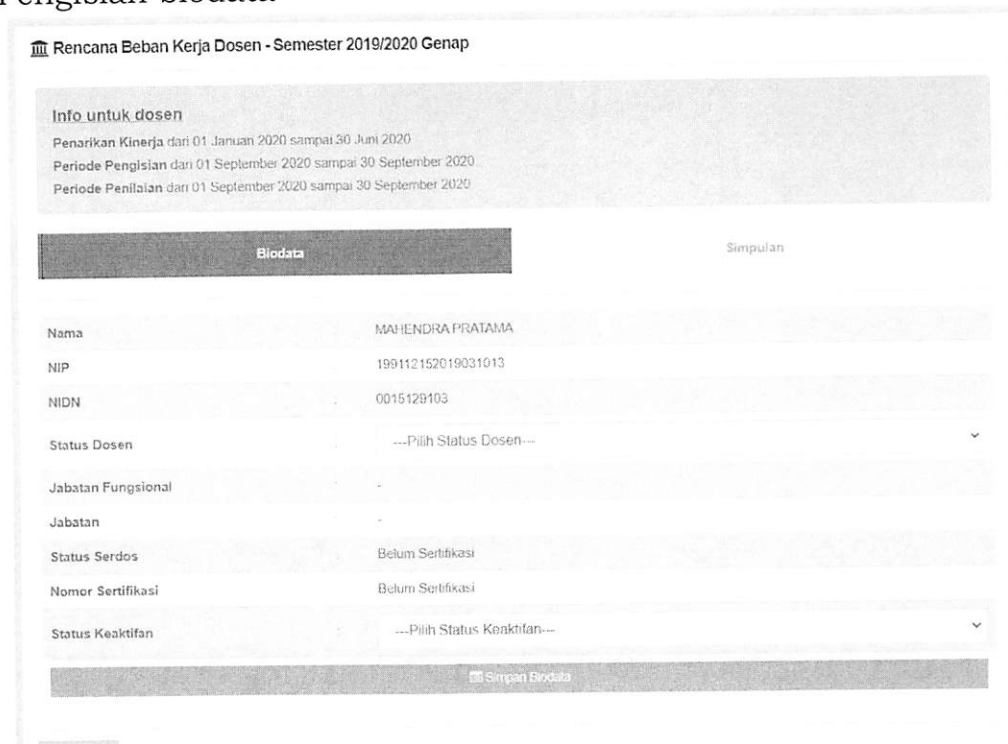 Pengisian biodata
Rencana Beban Kerja Dosen - Semester 2019/2020 Genap
Info untuk dosen
Penarikan Kinerja dari 01 Januari 2020 sampai 30 Juni 2020
Periode Pengisian dari 01 September 2020 sampai 30 September 2020
Periode Penilaian dari 01 September 2020 sampai 30 September 2020
Biodata Simpulan
Nama : MAHENDRA PRATAMA
NIP : 199112152019031013
NIDN : 0015129103
Status Dosen : ---Pilih Status Dosen---
Jabatan Fungsional : -
Jabatan : -
Status Serdos : Belum Sertifikasi
Nomor Sertifikasi : Belum Sertifikasi
Status Keaktifan : ---Pilih Status Keaktifan---
Simpan Biodata